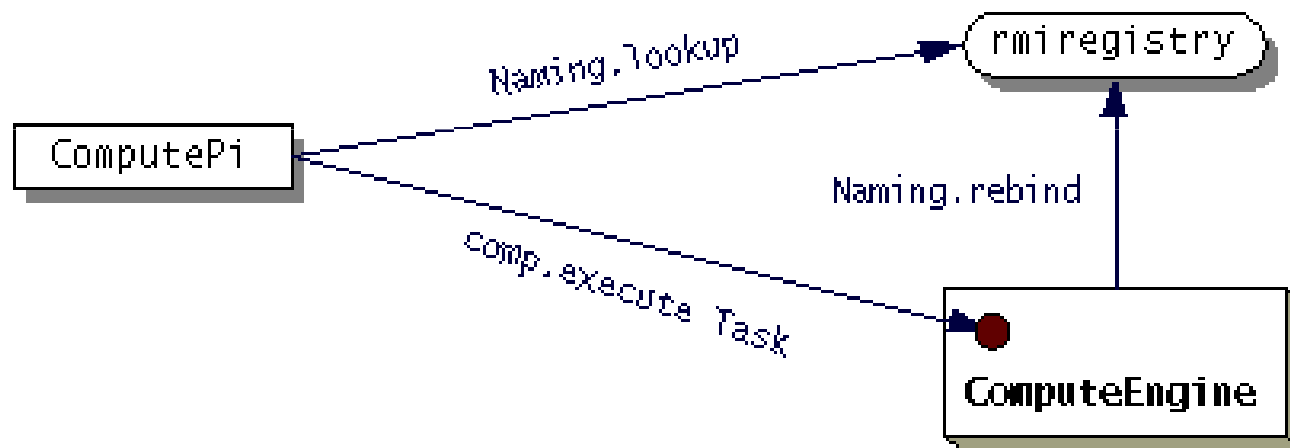 rmiregistry
Naming.lookup
ComputePi
Naming.rebind
comp.execute Task
ComputeEngine